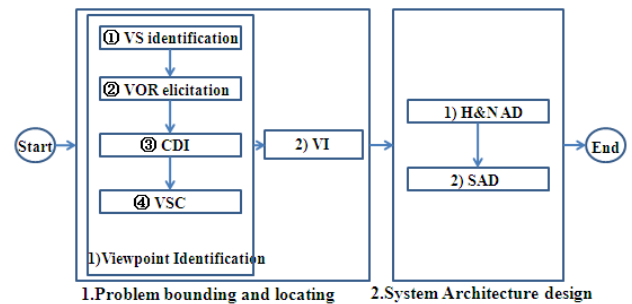 ① VS identification
② VOR elicitation
③ CDI
④ VSC
1)Viewpoint Identification
Start
2) VI
1) H&NAD
2) SAD
End
1.Problem bounding and locating
2.System Architecture design